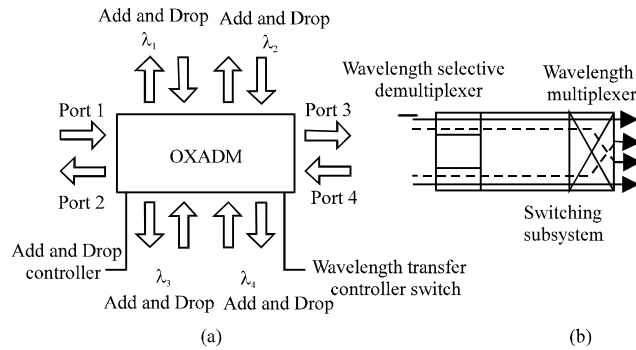 Add and Drop
Add and Drop
λ1
λ2
Port 1
Port 3
OXADM
Port 2
Port 4
Add and Drop
controller
λ3
λ4
Add and Drop
Add and Drop
Wavelength transfer
controller switch
(a)
Wavelength selective
demultiplexer
Wavelength
multiplexer
Switching
subsystem
(b)